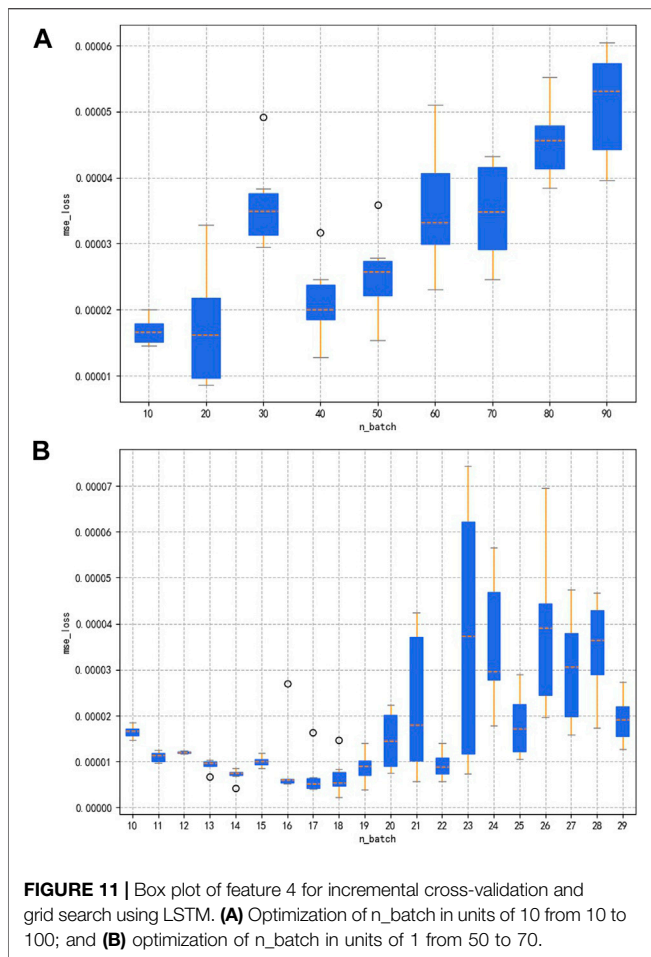 A
0.00006
0.00005
0.00004
0.00003
0.00002
0.00001
mse_loss
10 20 30 40 50 60 70 80 90
n_batch
B
0.00007
0.00006
0.00005
0.00004
0.00003
0.00002
0.00001
0.00000
mse_loss
10 11 12 13 14 15 16 17 18 19 20 21 22 23 24 25 26 27 28 29
n_batch
FIGURE 11 | Box plot of feature 4 for incremental cross-validation and
grid search using LSTM. (A) Optimization of n_batch in units of 10 from 10 to
100; and (B) optimization of n_batch in units of 1 from 50 to 70.